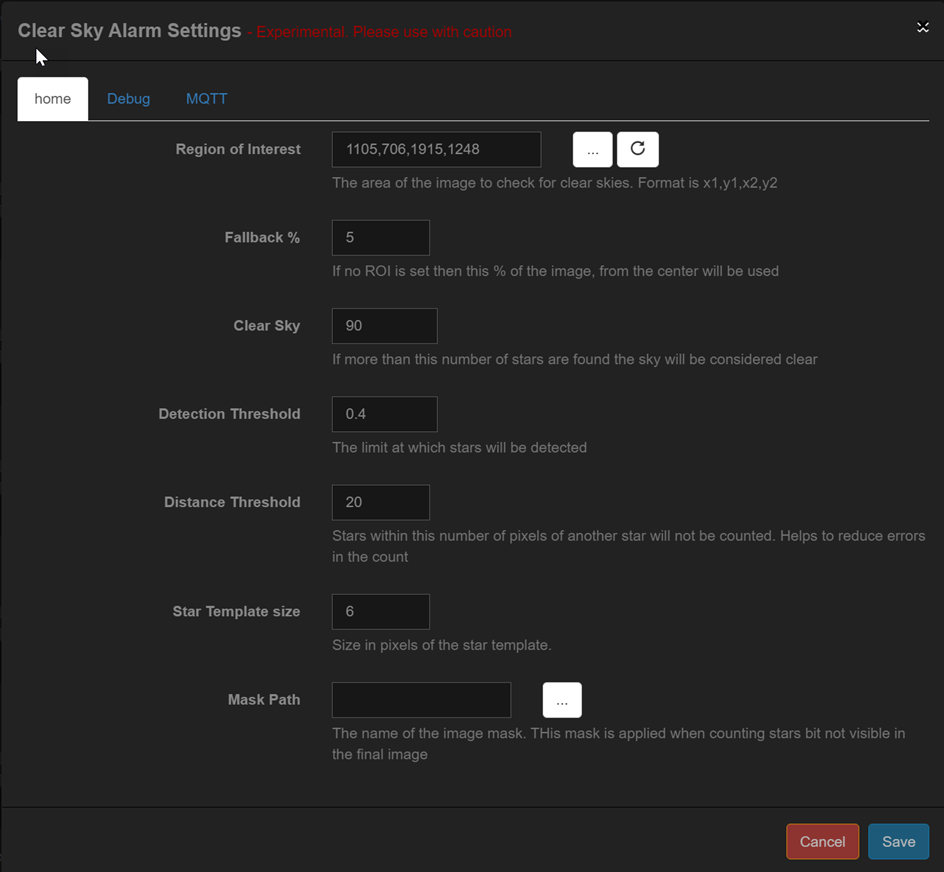 Clear Sky Alarm Settings - Experimental. Please use with caution
home Debug MQTT
Region of Interest 1105,706,1915,1248 ...
The area of the image to check for clear skies. Format is x1,y1,x2,y2
Fallback % 5
If no ROI is set then this % of the image, from the center will be used
Clear Sky 90
If more than this number of stars are found the sky will be considered clear
Detection Threshold 0.4
The limit at which stars will be detected
Distance Threshold 20
Stars within this number of pixels of another star will not be counted. Helps to reduce errors
in the count
Star Template size 6
Size in pixels of the star template.
Mask Path ...
The name of the image mask. THis mask is applied when counting stars bit not visible in
the final image
Cancel Save